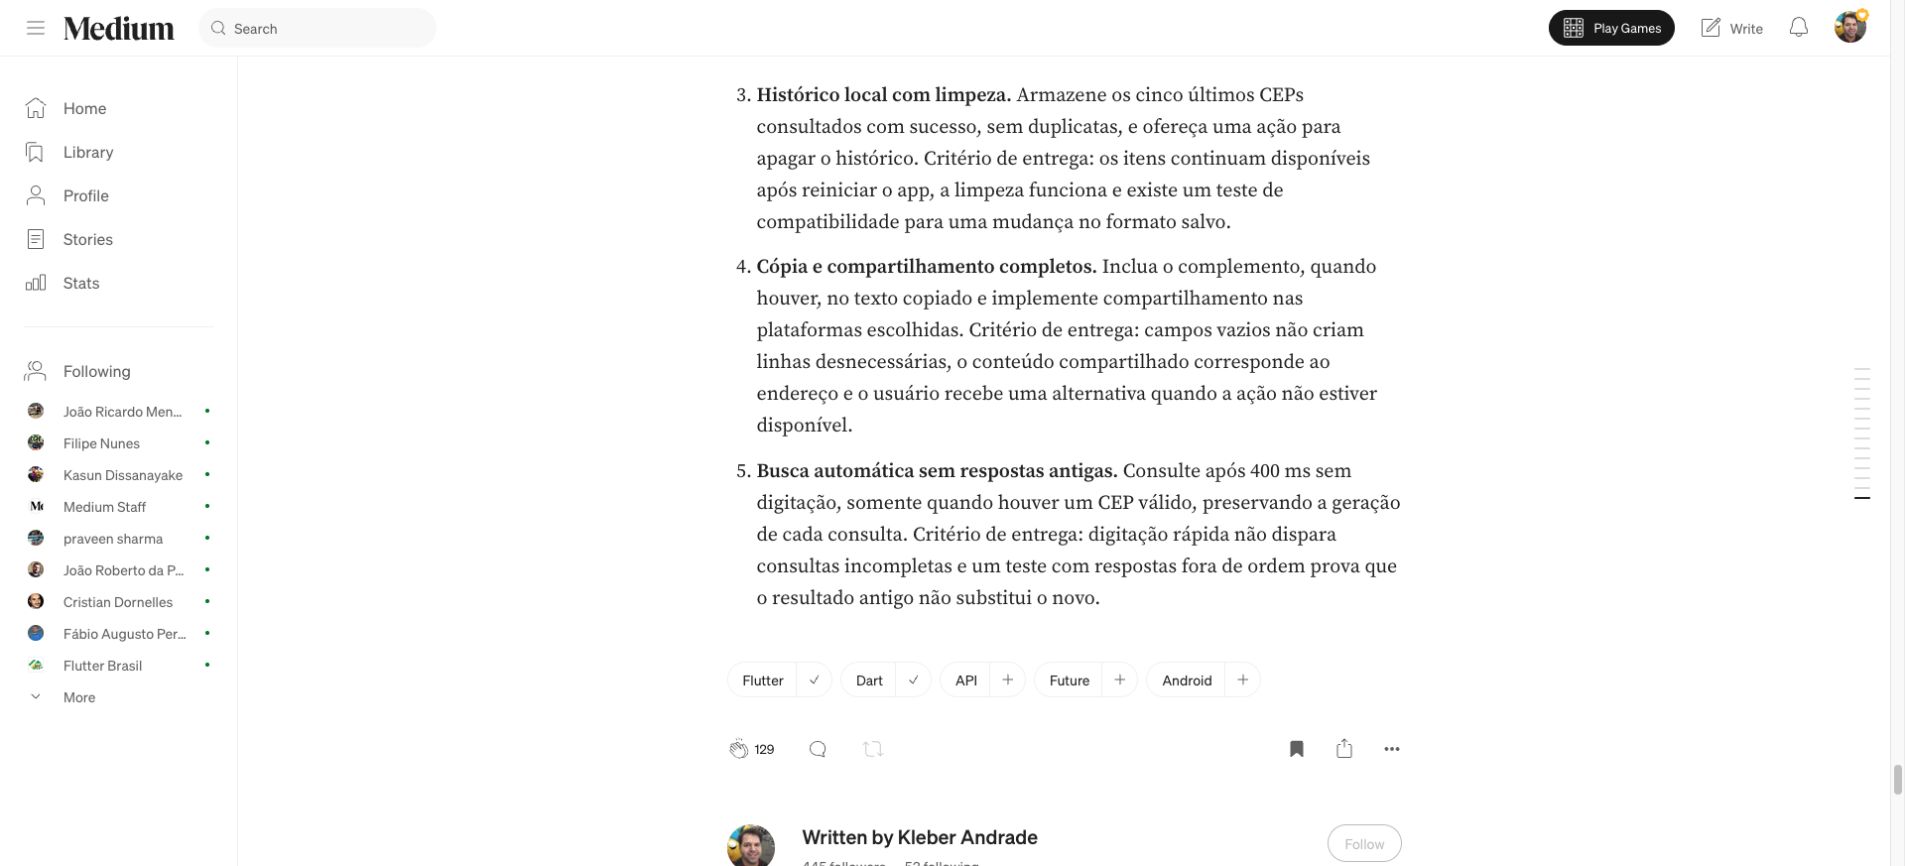 Medium
Search
Play Games
Write
Home
Library
Profile
Stories
Stats
Following
João Ricardo Men...
Filipe Nunes
Kasun Dissanayake
Medium Staff
praveen sharma
João Roberto da P...
Cristian Dornelles
Fábio Augusto Per...
Flutter Brasil
More
3. Histórico local com limpeza. Armazene os cinco últimos CEPs
consultados com sucesso, sem duplicatas, e ofereça uma ação para
apagar o histórico. Critério de entrega: os itens continuam disponíveis
após reiniciar o app, a limpeza funciona e existe um teste de
compatibilidade para uma mudança no formato salvo.
4. Cópia e compartilhamento completos. Inclua o complemento, quando
houver, no texto copiado e implemente compartilhamento nas
plataformas escolhidas. Critério de entrega: campos vazios não criam
linhas desnecessárias, o conteúdo compartilhado corresponde ao
endereço e o usuário recebe uma alternativa quando a ação não estiver
disponível.
5. Busca automática sem respostas antigas. Consulte após 400 ms sem
digitação, somente quando houver um CEP válido, preservando a geração
de cada consulta. Critério de entrega: digitação rápida não dispara
consultas incompletas e um teste com respostas fora de ordem prova que
o resultado antigo não substitui o novo.
Flutter
Dart
API
Future
Android
129
Written by Kleber Andrade
Follow
445 followers · 52 following